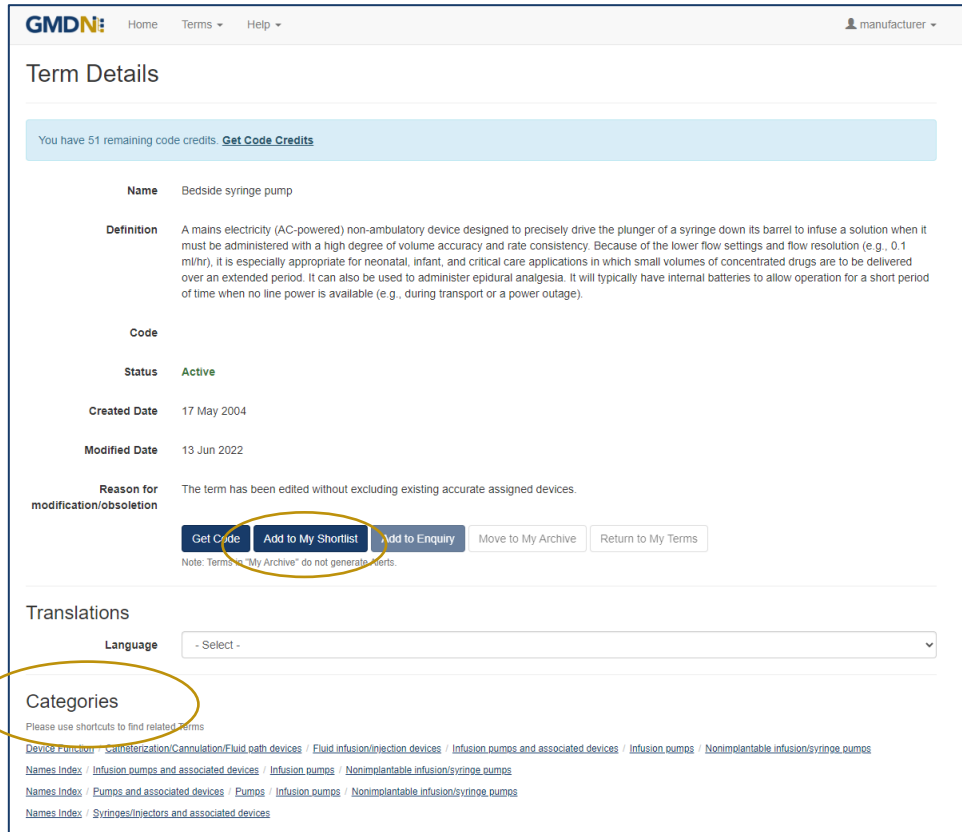 GMDN Home Terms Help manufacturer
Term Details
You have 51 remaining code credits. Get Code Credits
Name Bedside syringe pump
Definition A mains electricity (AC-powered) non-ambulatory device designed to precisely drive the plunger of a syringe down its barrel to infuse a solution when it
must be administered with a high degree of volume accuracy and rate consistency. Because of the lower flow settings and flow resolution (e.g., 0.1
ml/hr), it is especially appropriate for neonatal, infant, and critical care applications in which small volumes of concentrated drugs are to be delivered
over an extended period. It can also be used to administer epidural analgesia. It will typically have internal batteries to allow operation for a short period
of time when no line power is available (e.g., during transport or a power outage).
Code
Status Active
Created Date 17 May 2004
Modified Date 13 Jun 2022
Reason for The term has been edited without excluding existing accurate assigned devices.
modification/obsoletion
Get Code Add to My Shortlist Add to Enquiry Move to My Archive Return to My Terms
Note: Terms in "My Archive" do not generate Alerts.
Translations
Language - Select -
Categories
Please use shortcuts to find related Terms
Device Function / Catheterization/Cannulation/Fluid path devices / Fluid infusion/injection devices / Infusion pumps and associated devices / Infusion pumps / Nonimplantable infusion/syringe pumps
Names Index / Infusion pumps and associated devices / Infusion pumps / Nonimplantable infusion/syringe pumps
Names Index / Pumps and associated devices / Pumps / Infusion pumps / Nonimplantable infusion/syringe pumps
Names Index / Syringes/Injectors and associated devices